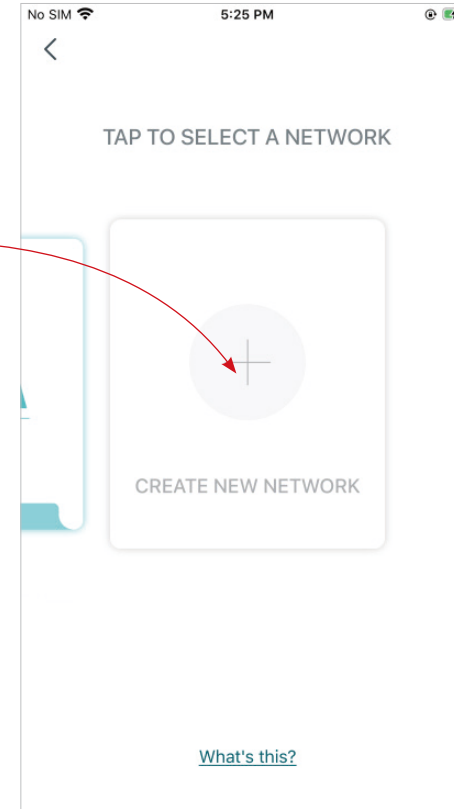 No SIM 5:25 PM
TAP TO SELECT A NETWORK
CREATE NEW NETWORK
What's this?